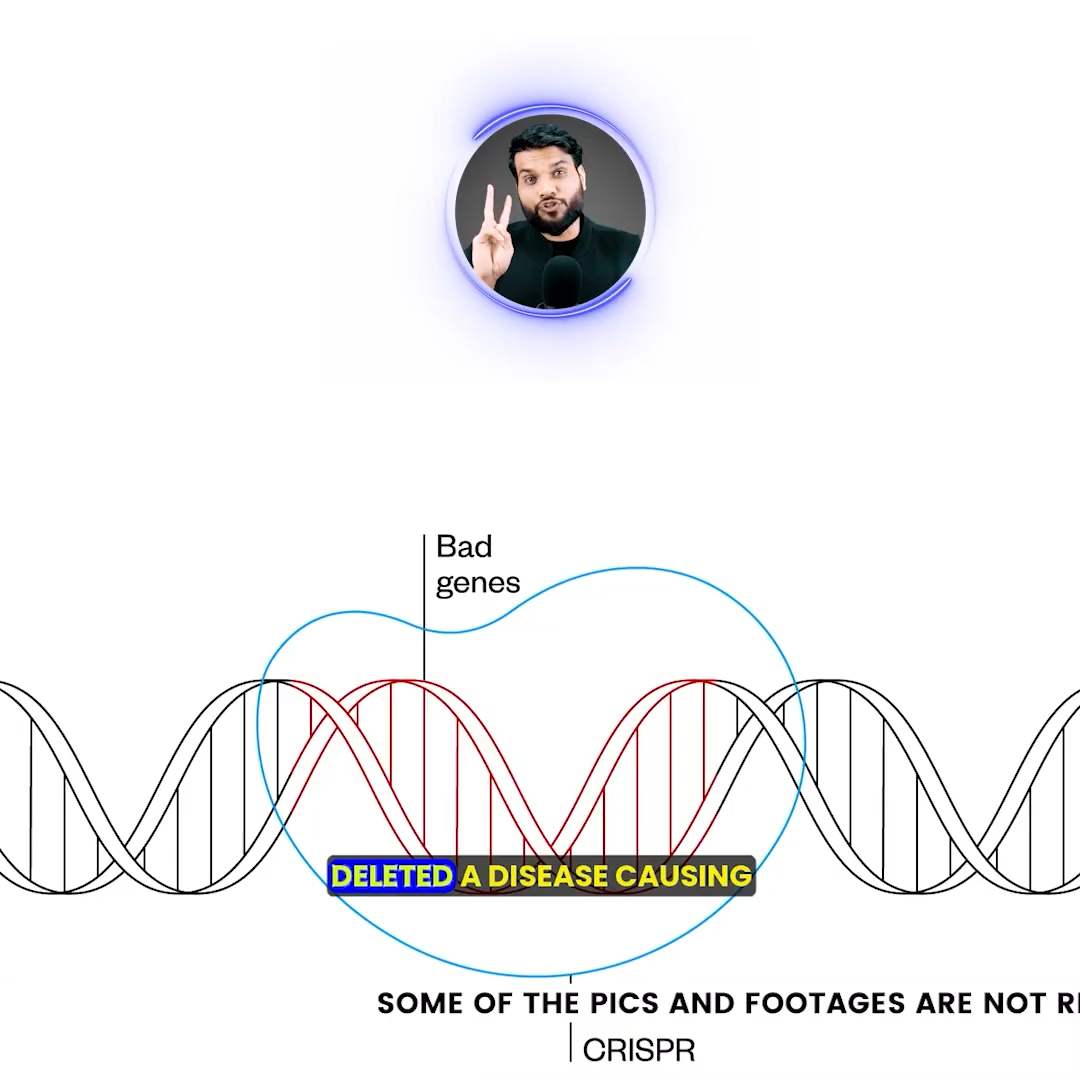 Bad
genes
DELETED A DISEASE CAUSING
SOME OF THE PICS AND FOOTAGES ARE NOT
CRISPR